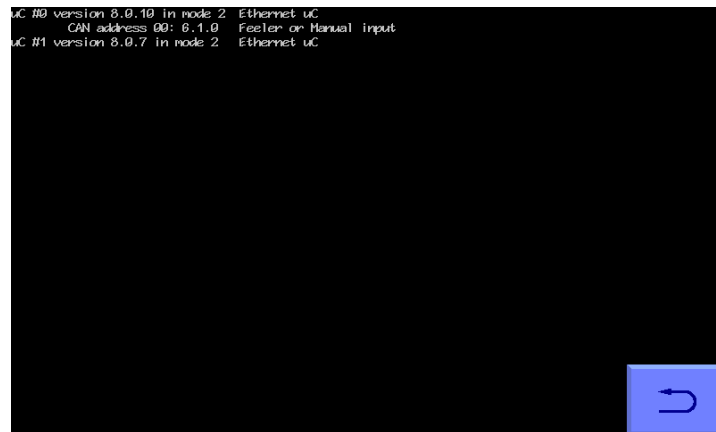 uC #0 version 8.0.10 in mode 2 Ethernet uC
CAN address 00: 6.1.0 Feeler or Manual input
uC #1 version 8.0.7 in mode 2 Ethernet uC